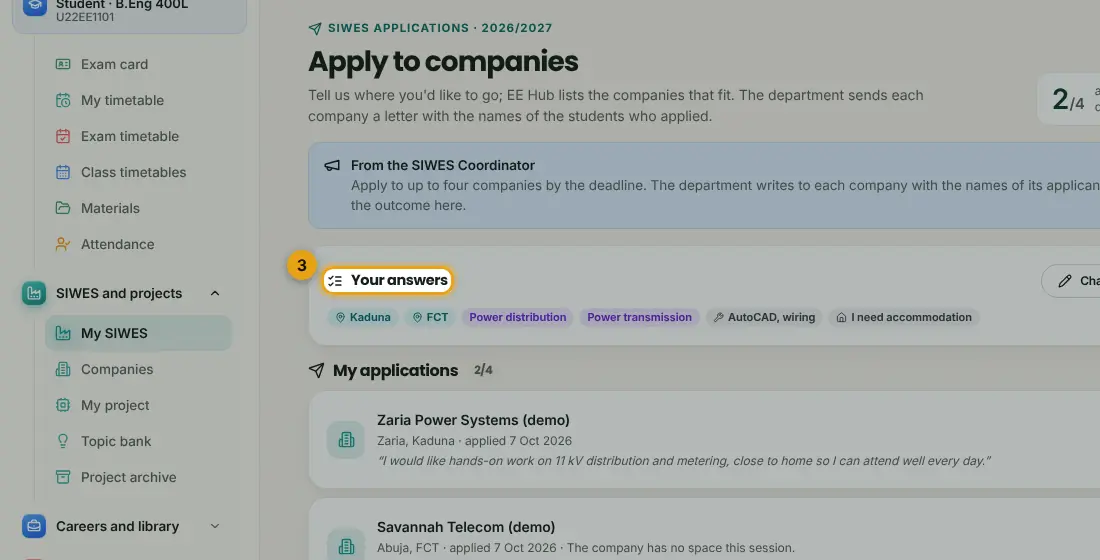 Student · B.Eng 400L
U22EE1101
Exam card
My timetable
Exam timetable
Class timetables
Materials
Attendance
SIWES and projects
My SIWES
Companies
My project
Topic bank
Project archive
Careers and library
SIWES APPLICATIONS · 2026/2027
Apply to companies
Tell us where you'd like to go; EE Hub lists the companies that fit. The department sends each
company a letter with the names of the students who applied.
2/4
From the SIWES Coordinator
Apply to up to four companies by the deadline. The department writes to each company with the names of its applican
the outcome here.
3
Your answers
Cha
Kaduna
FCT
Power distribution
Power transmission
AutoCAD, wiring
I need accommodation
My applications 2/4
Zaria Power Systems (demo)
Zaria, Kaduna · applied 7 Oct 2026
“I would like hands-on work on 11 kV distribution and metering, close to home so I can attend well every day.”
Savannah Telecom (demo)
Abuja, FCT · applied 7 Oct 2026 · The company has no space this session.